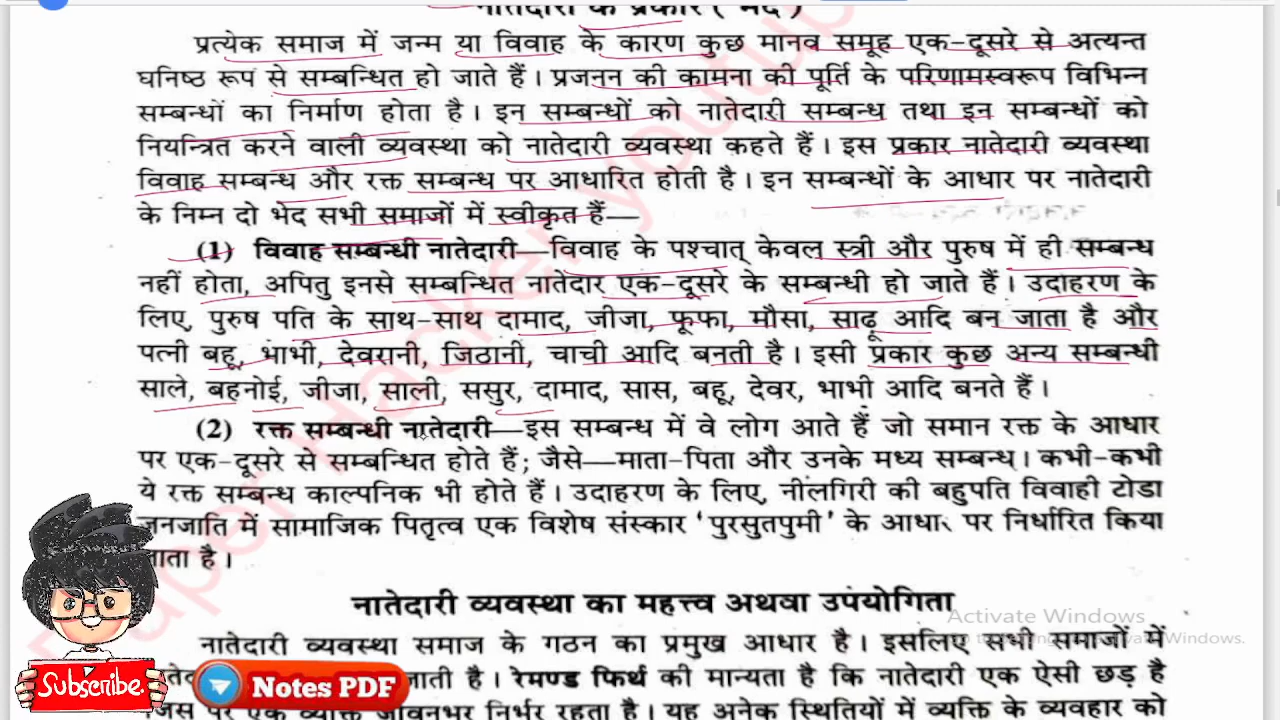 नातेदारी के प्रकार ( भेद )
प्रत्येक समाज में जन्म या विवाह के कारण कुछ मानव समूह एक-दूसरे से अत्यन्त
घनिष्ठ रूप से सम्बन्धित हो जाते हैं। प्रजनन की कामना की पूर्ति के परिणामस्वरूप विभिन्न
सम्बन्धों का निर्माण होता है। इन सम्बन्धों को नातेदारी सम्बन्ध तथा इन सम्बन्धों को
नियन्त्रित करने वाली व्यवस्था को नातेदारी व्यवस्था कहते हैं। इस प्रकार नातेदारी व्यवस्था
विवाह सम्बन्ध और रक्त सम्बन्ध पर आधारित होती है। इन सम्बन्धों के आधार पर नातेदारी
के निम्न दो भेद सभी समाजों में स्वीकृत हैं—
(1) विवाह सम्बन्धी नातेदारी—विवाह के पश्चात् केवल स्त्री और पुरुष में ही सम्बन्ध
नहीं होता, अपितु इनसे सम्बन्धित नातेदार एक-दूसरे के सम्बन्धी हो जाते हैं। उदाहरण के
लिए, पुरुष पति के साथ-साथ दामाद, जीजा, फूफा, मौसा, साढ़ू आदि बन जाता है और
पत्नी बहू, भाभी, देवरानी, जिठानी, चाची आदि बनती है। इसी प्रकार कुछ अन्य सम्बन्धी
साले, बहनोई, जीजा, साली, ससुर, दामाद, सास, बहू, देवर, भाभी आदि बनते हैं।
(2) रक्त सम्बन्धी नातेदारी—इस सम्बन्ध में वे लोग आते हैं जो समान रक्त के आधार
पर एक-दूसरे से सम्बन्धित होते हैं; जैसे—माता-पिता और उनके मध्य सम्बन्ध। कभी-कभी
ये रक्त सम्बन्ध काल्पनिक भी होते हैं। उदाहरण के लिए, नीलगिरी की बहुपति विवाही टोडा
जनजाति में सामाजिक पितृत्व एक विशेष संस्कार 'पुरसुतपुमी' के आधार पर निर्धारित किया
जाता है।
नातेदारी व्यवस्था का महत्त्व अथवा उपयोगिता
नातेदारी व्यवस्था समाज के गठन का प्रमुख आधार है। इसलिए सभी समाजों में
जाती है। रेमण्ड फिर्थ की मान्यता है कि नातेदारी एक ऐसी छड़ है
जिस पर एक व्यक्ति जीवनभर निर्भर रहता है। यह अनेक स्थितियों में व्यक्ति के व्यवहार को
Activate Windows
Subscribe
Notes PDF